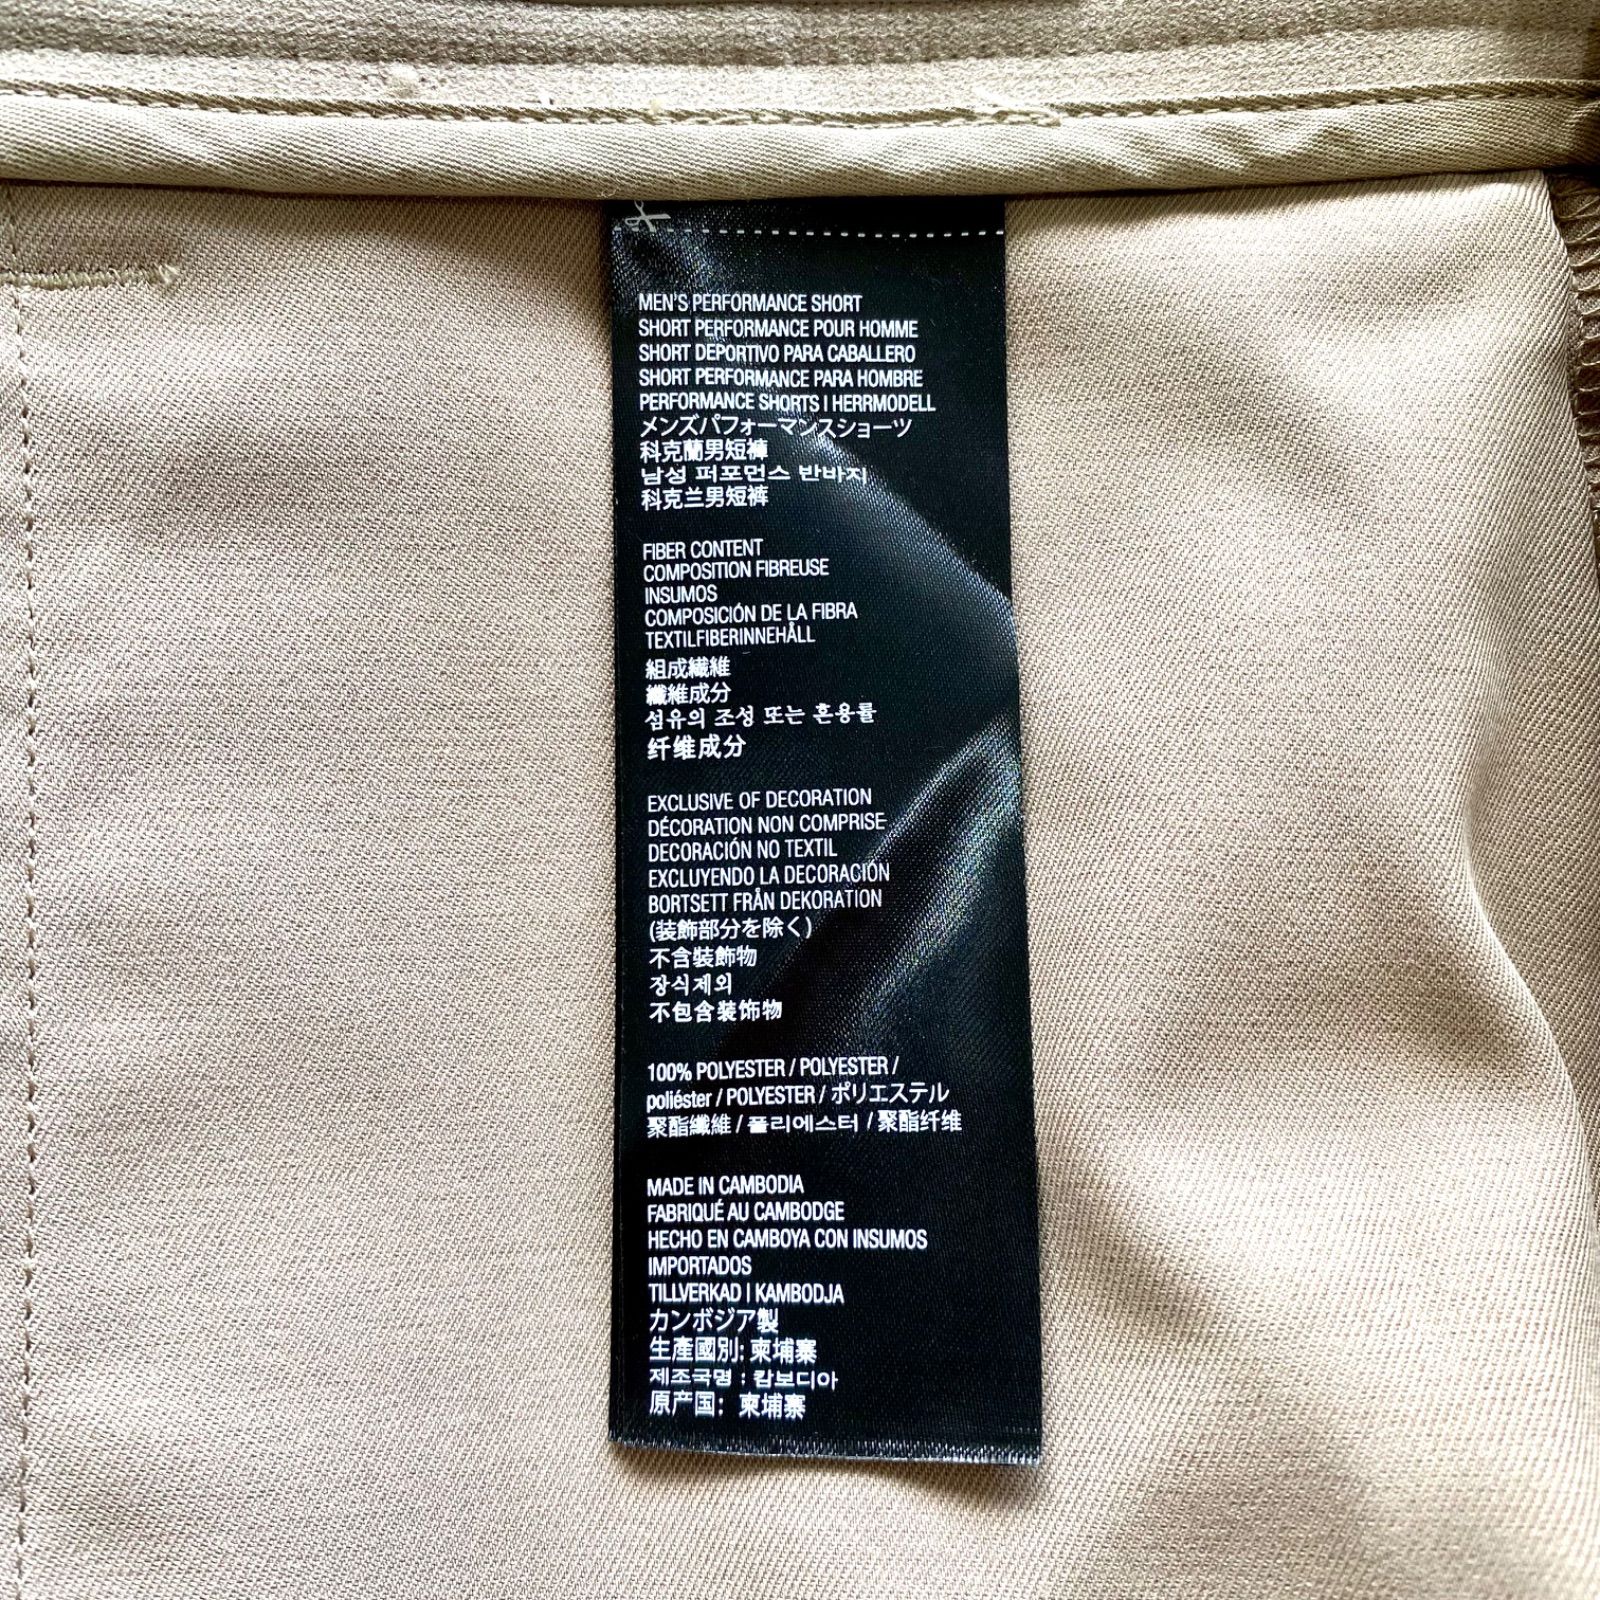 MEN'S PERFORMANCE SHORT
SHORT PERFORMANCE POUR HOMME
SHORT DEPORTIVO PARA CABALLERO
SHORT PERFORMANCE PARA HOMBRE
PERFORMANCE SHORTS I HERRMODELL
メンズパフォーマンスショーツ
科克蘭男短褲
남성 퍼포먼스 반바지
科克兰男短裤
FIBER CONTENT
COMPOSITION FIBREUSE
INSUMOS
COMPOSICIÓN DE LA FIBRA
TEXTILFIBERINNEHÅLL
組成繊維
纖維成分
섬유의 조성 또는 혼용률
纤维成分
EXCLUSIVE OF DECORATION
DÉCORATION NON COMPRISE
DECORACIÓN NO TEXTIL
EXCLUYENDO LA DECORACIÓN
BORTSETT FRÅN DEKORATION
(装飾部分を除く)
不含裝飾物
장식제외
不包含装饰物
100% POLYESTER / POLYESTER /
poliéster / POLYESTER / ポリエステル
聚酯纖維 / 폴리에스터 / 聚酯纤维
MADE IN CAMBODIA
FABRIQUÉ AU CAMBODGE
HECHO EN CAMBOYA CON INSUMOS
IMPORTADOS
TILLVERKAD I KAMBODJA
カンボジア製
生產國別: 柬埔寨
제조국명 : 캄보디아
原产国： 柬埔寨